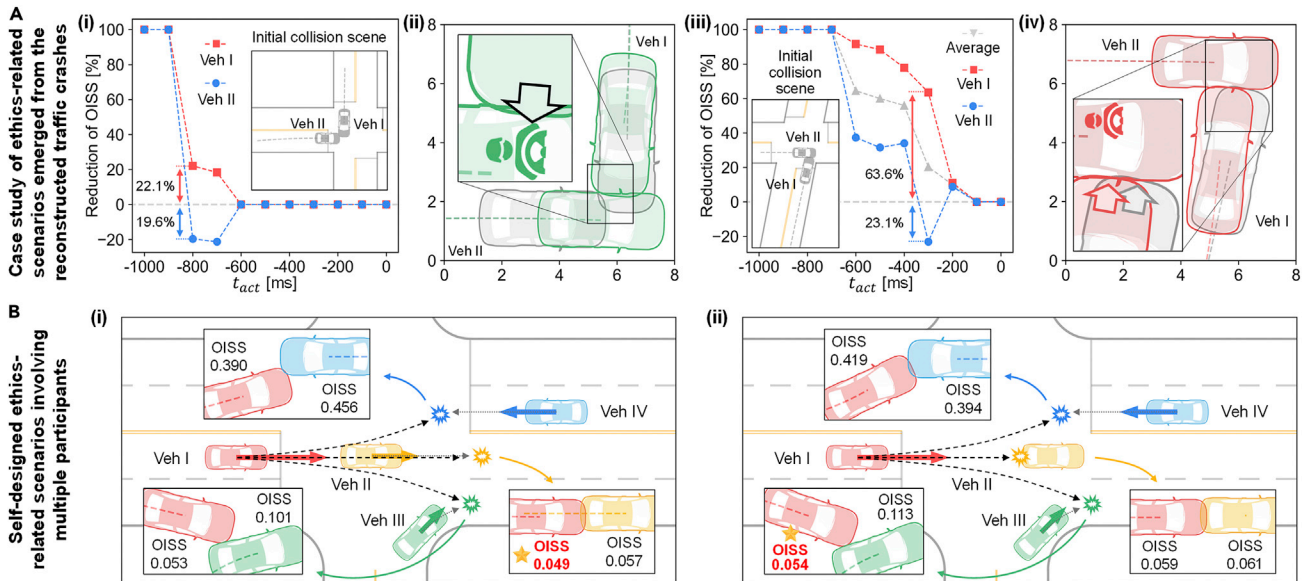 A
Case study of ethics-related
scenarios emerged from the
reconstructed traffic crashes
(i)
Reduction of OISS [%]
100
80
60
40
20
0
−20
-1000 -800 -600 -400 -200 0
t_act [ms]
Veh I
Veh II
22.1%
19.6%
Initial collision scene
Veh II
Veh I
(ii)
8
6
4
2
0
0 2 4 6 8
Veh I
Veh II
(iii)
Reduction of OISS [%]
100
80
60
40
20
0
−20
-1000 -800 -600 -400 -200 0
t_act [ms]
Average
Veh I
Veh II
Initial
collision
scene
Veh II
Veh I
63.6%
23.1%
(iv)
8
6
4
2
0
0 2 4 6 8
Veh II
Veh I
B
Self-designed ethics-
related scenarios involving
multiple participants
(i)
OISS
0.390
OISS
0.456
Veh IV
Veh I
Veh II
Veh III
OISS
0.101
OISS
0.053
OISS
0.049
OISS
0.057
(ii)
OISS
0.419
OISS
0.394
Veh IV
Veh I
Veh II
Veh III
OISS
0.113
OISS
0.054
OISS
0.059
OISS
0.061